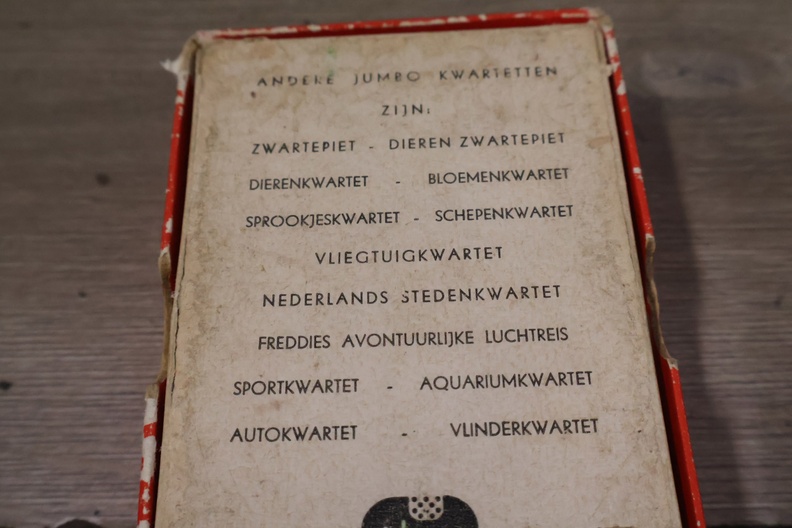 ANDERE JUMBO KWARTETTEN
ZIJN:
ZWARTEPIET - DIEREN ZWARTEPIET
DIERENKWARTET - BLOEMENKWARTET
SPROOKJESKWARTET - SCHEPENKWARTET
VLIEGTUIGKWARTET
NEDERLANDS STEDENKWARTET
FREDDIES AVONTUURLIJKE LUCHTREIS
SPORTKWARTET - AQUARIUMKWARTET
AUTOKWARTET - VLINDERKWARTET